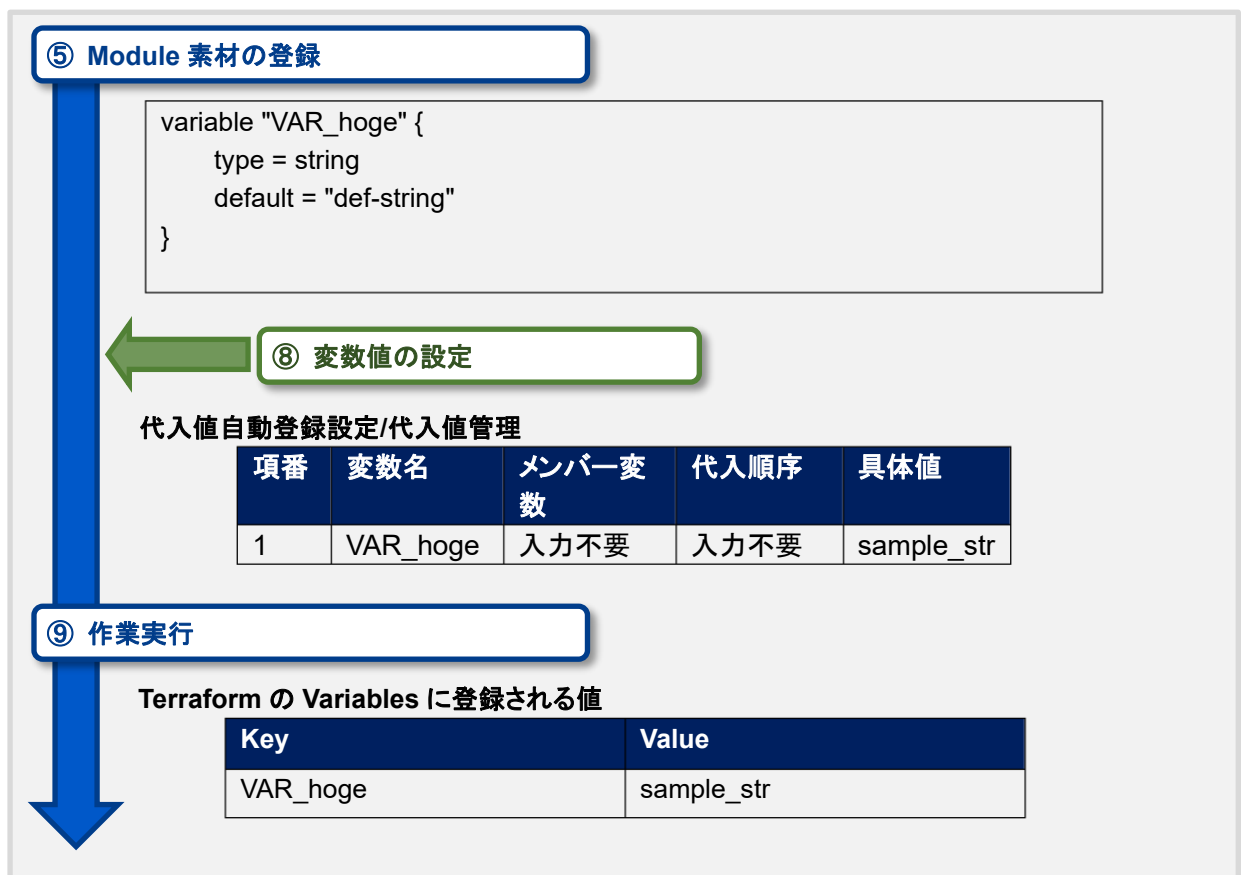 ⑤ Module 素材の登録
variable "VAR_hoge" {
type = string
default = "def-string"
}
⑧ 変数値の設定
代入値自動登録設定/代入値管理
項番 変数名 メンバー変数 代入順序 具体値
1 VAR_hoge 入力不要 入力不要 sample_str
⑨ 作業実行
Terraform の Variables に登録される値
Key Value
VAR_hoge sample_str